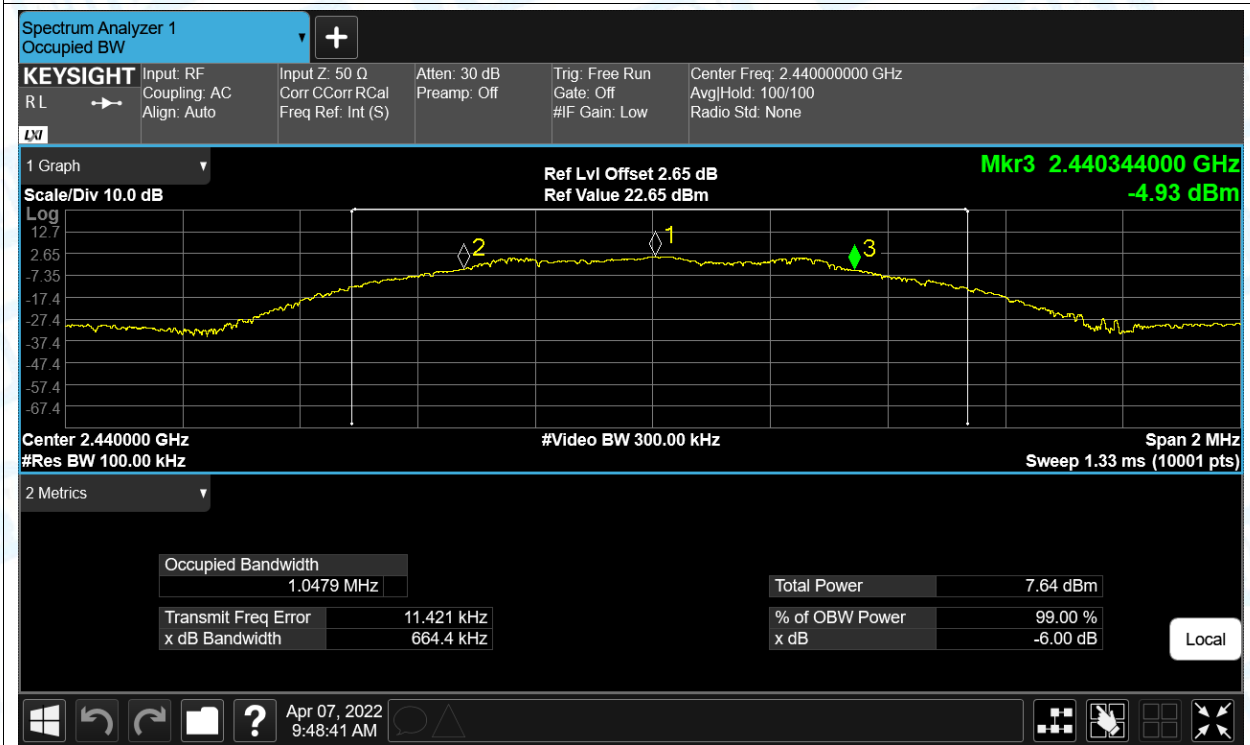 Spectrum Analyzer 1
Occupied BW
KEYSIGHT
R L
LXI
Input: RF
Coupling: AC
Align: Auto
Input Z: 50 Ω
Corr CCorr RCal
Freq Ref: Int (S)
Atten: 30 dB
Preamp: Off
Trig: Free Run
Gate: Off
#IF Gain: Low
Center Freq: 2.440000000 GHz
Avg|Hold: 100/100
Radio Std: None
1 Graph
Scale/Div 10.0 dB
Ref Lvl Offset 2.65 dB
Ref Value 22.65 dBm
Mkr3 2.440344000 GHz
-4.93 dBm
Log
12.7
2.65
-7.35
-17.4
-27.4
-37.4
-47.4
-57.4
-67.4
2
1
3
Center 2.440000 GHz
#Res BW 100.00 kHz
#Video BW 300.00 kHz
Span 2 MHz
Sweep 1.33 ms (10001 pts)
2 Metrics
Occupied Bandwidth
1.0479 MHz
Transmit Freq Error 11.421 kHz
x dB Bandwidth 664.4 kHz
Total Power 7.64 dBm
% of OBW Power 99.00 %
x dB -6.00 dB
Local
?
Apr 07, 2022
9:48:41 AM